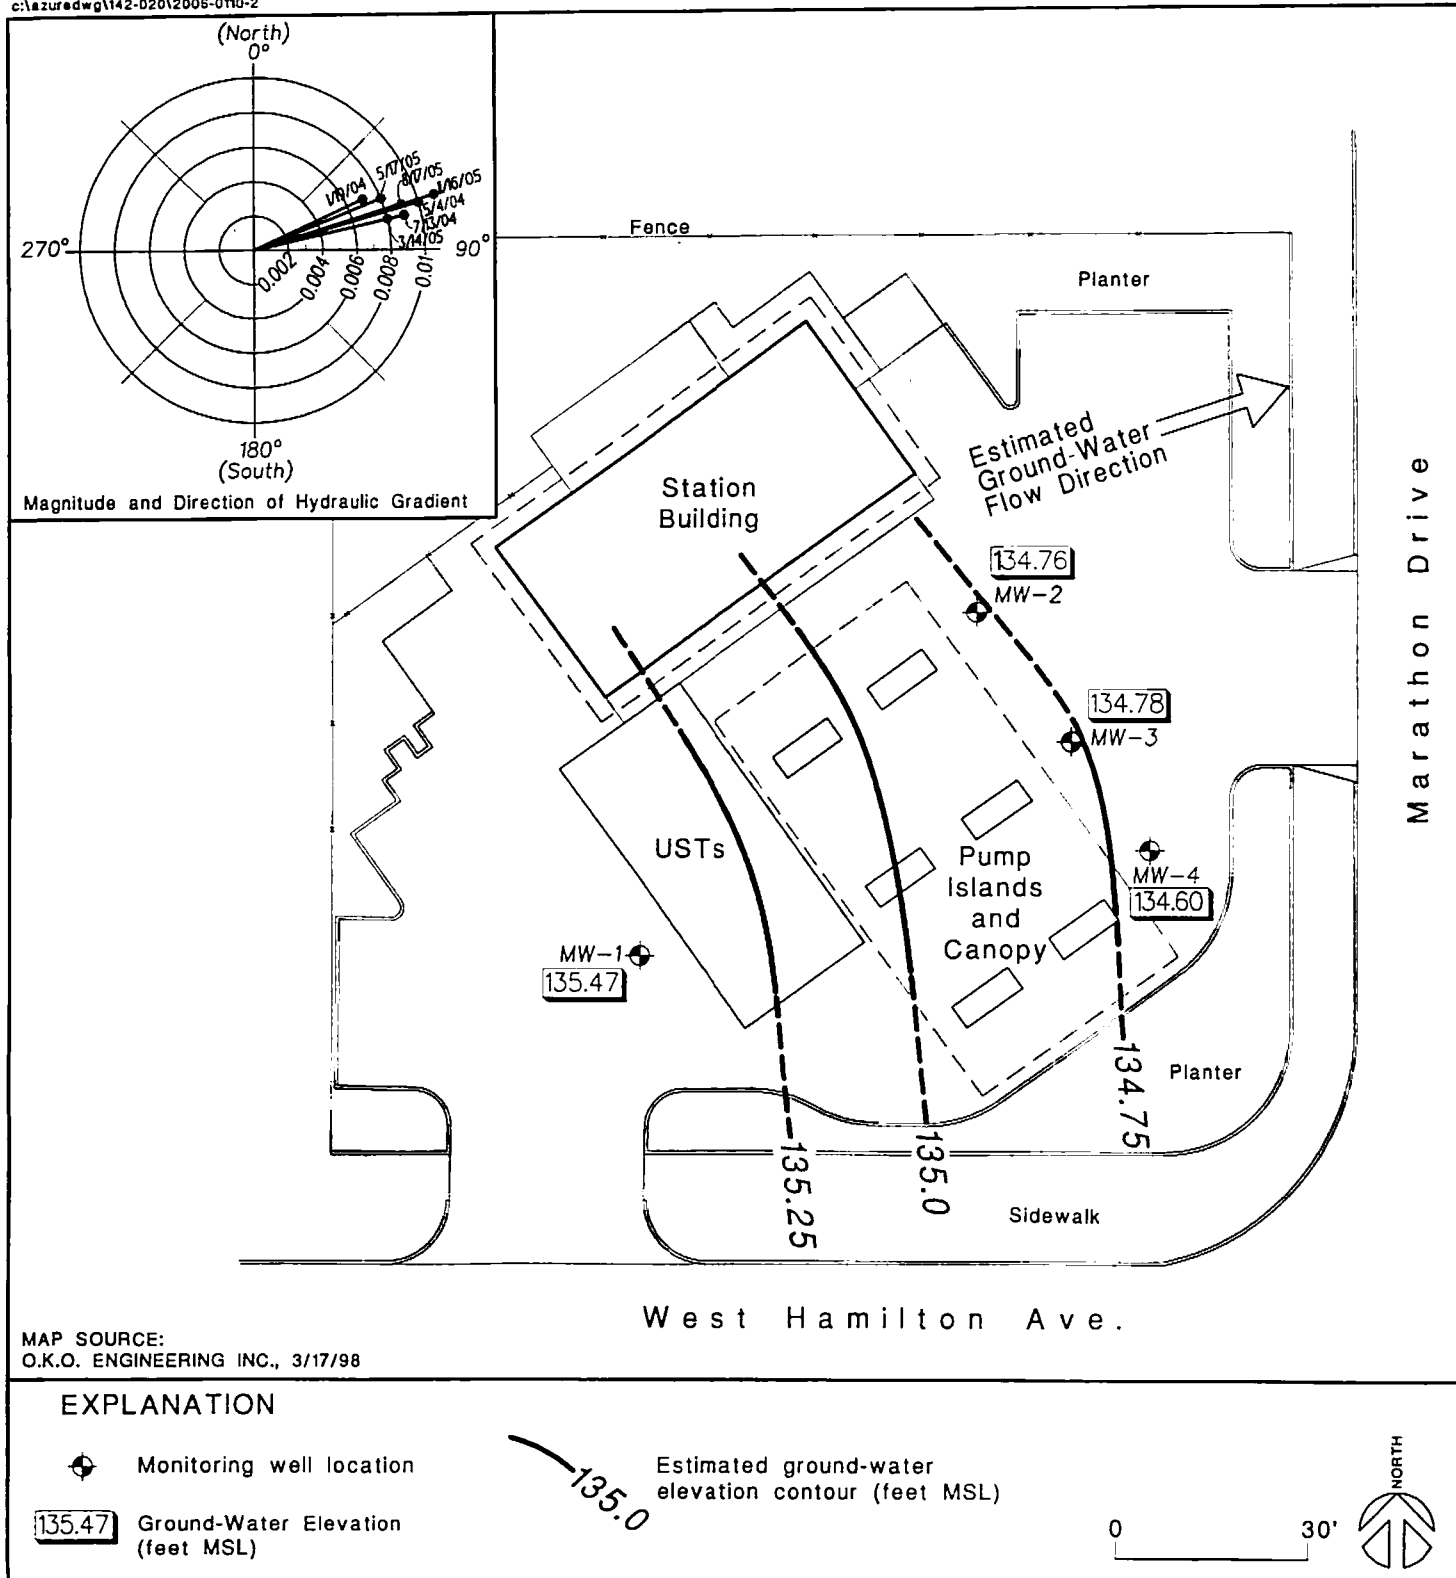 c:\azuredwg\142-020\2006-0110-2
(North)
0°
5/17/05
8/17/05
1/19/04
1/16/05
5/4/04
7/13/04
3/14/05
270°
90°
0.002
0.004
0.006
0.008
0.01
180°
(South)
Magnitude and Direction of Hydraulic Gradient
Fence
Planter
Estimated
Ground-Water
Flow Direction
Station
Building
134.76
MW-2
134.78
MW-3
Marathon Drive
USTs
Pump
Islands
and
Canopy
MW-4
134.60
MW-1
135.47
Planter
134.75
135.0
135.25
Sidewalk
West Hamilton Ave.
MAP SOURCE:
O.K.O. ENGINEERING INC., 3/17/98
EXPLANATION
Monitoring well location
135.47
Ground-Water Elevation
(feet MSL)
135.0
Estimated ground-water
elevation contour (feet MSL)
0 30'
NORTH